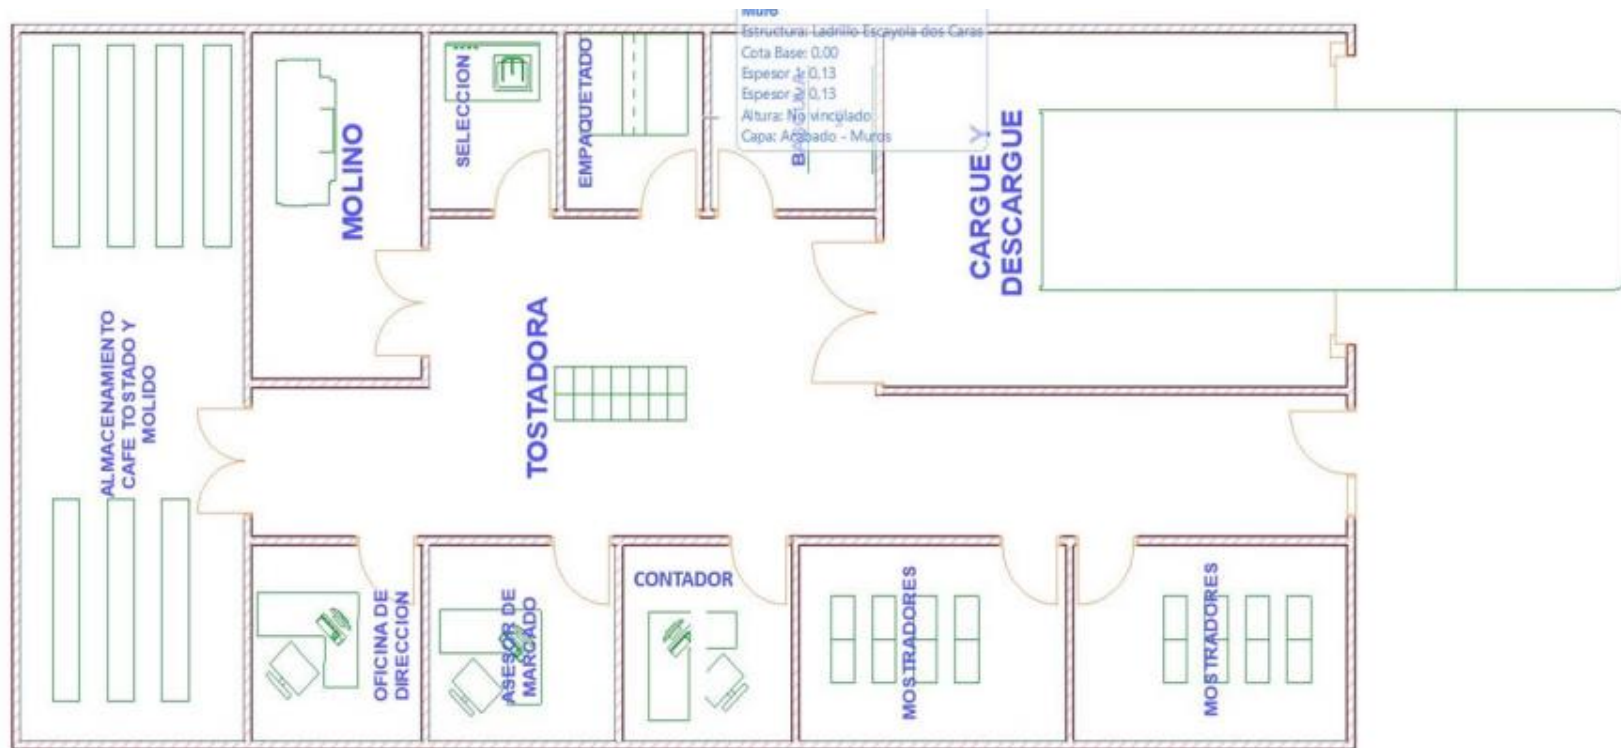 Muro
Estructura: Ladrillo Escayola dos Caras
Cota Base: 0.00
Espesor 1: 0,13
Espesor 2: 0,13
Altura: No vinculado
Capa: Acabado - Muros
MOLINO
SELECCION
EMPAQUETADO
CARGUE Y
DESCARGUE
ALMACENAMIENTO
CAFE TOSTADO Y
MOLIDO
TOSTADORA
OFICINA DE
DIRECCION
ASESOR DE
MARCADO
CONTADOR
MOSTRADORES
MOSTRADORES